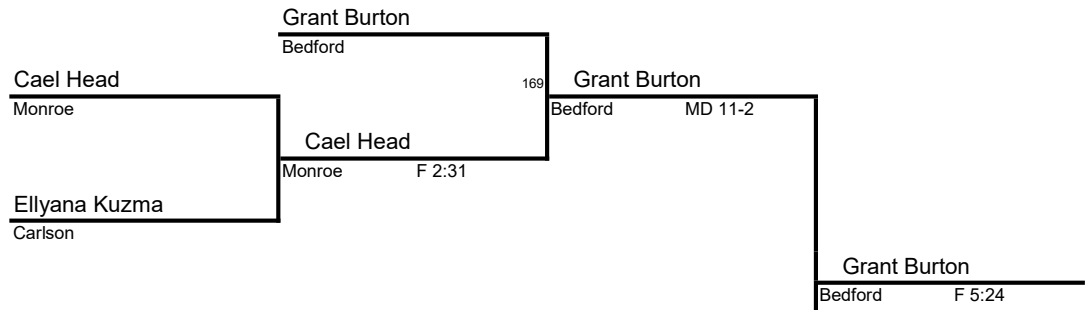 Grant Burton
Bedford
Cael Head
169 Grant Burton
Monroe
Bedford MD 11-2
Cael Head
Monroe F 2:31
Ellyana Kuzma
Carlson
Grant Burton
Bedford F 5:24